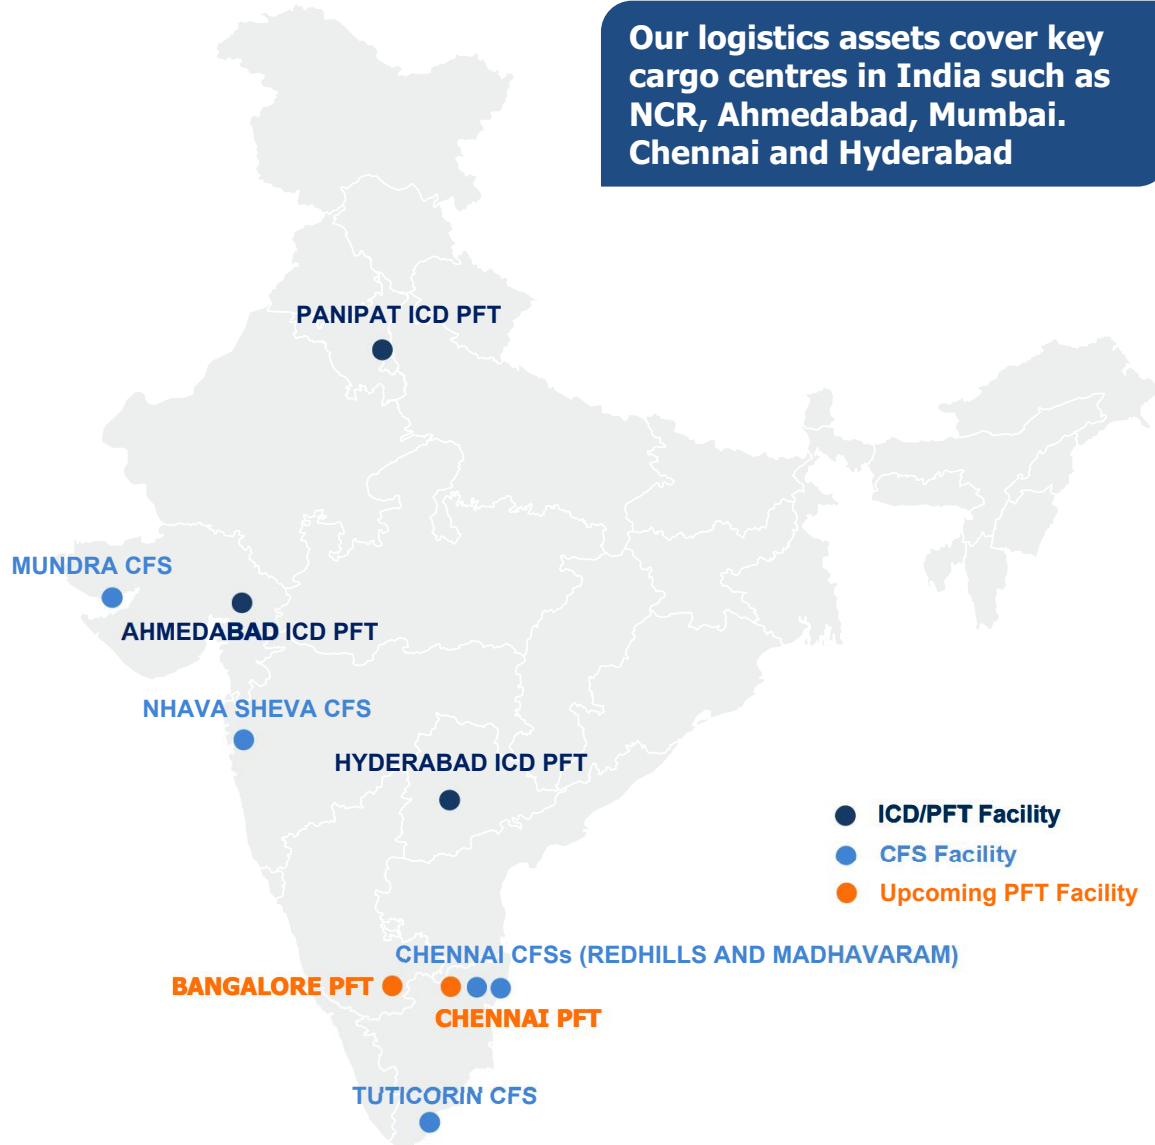 Our logistics assets cover key
cargo centres in India such as
NCR, Ahmedabad, Mumbai.
Chennai and Hyderabad
PANIPAT ICD PFT
MUNDRA CFS
AHMEDABAD ICD PFT
NHAVA SHEVA CFS
HYDERABAD ICD PFT
ICD/PFT Facility
CFS Facility
Upcoming PFT Facility
CHENNAI CFSs (REDHILLS AND MADHAVARAM)
BANGALORE PFT
CHENNAI PFT
TUTICORIN CFS